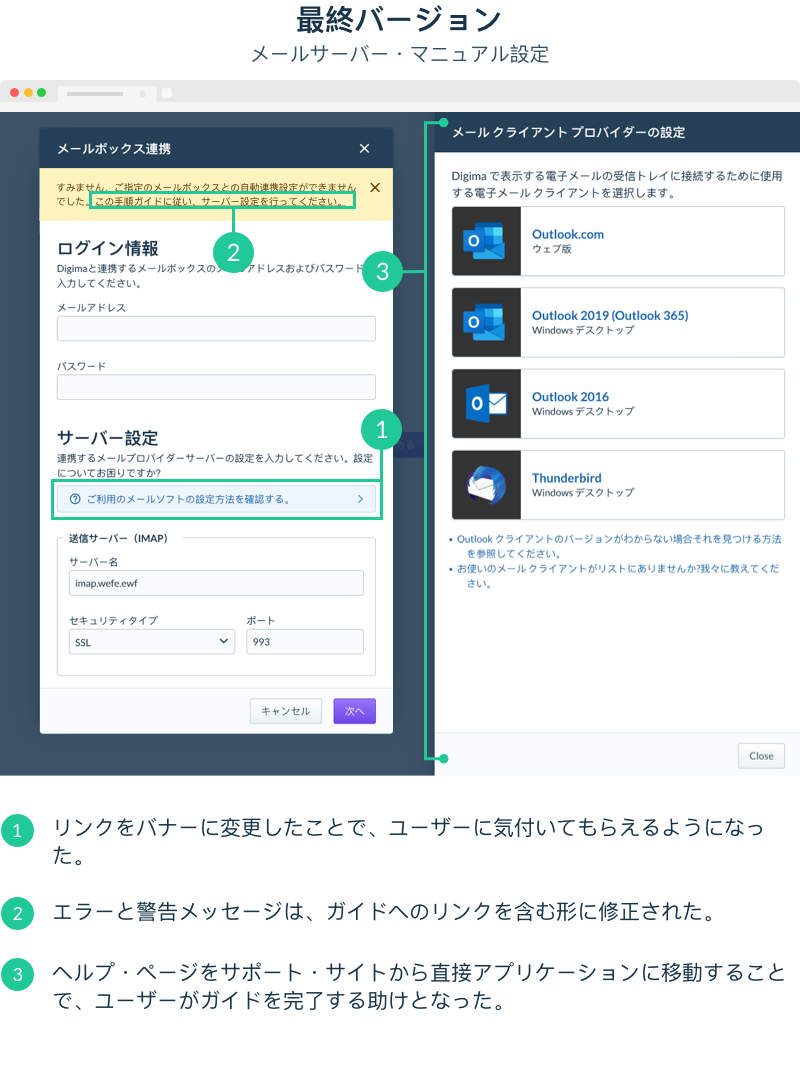 最終バージョン
メールサーバー・マニュアル設定
メールボックス連携
すみません、ご指定のメールボックスとの自動連携設定ができません
でした。この手順ガイドに従い、サーバー設定を行ってください。
2
ログイン情報
Digimaと連携するメールボックスのメールアドレスおよびパスワード
入力してください。
メールアドレス
パスワード
1
サーバー設定
連携するメールプロバイダーサーバーの設定を入力してください。設定
についてお困りですか?
ご利用のメールソフトの設定方法を確認する。
送信サーバー（IMAP）
サーバー名
imap.wefe.ewf
セキュリティタイプ
ポート
SSL
993
キャンセル
次へ
3
メール クライアント プロバイダーの設定
Digima で表示する電子メールの受信トレイに接続するために使用
する電子メール クライアントを選択します。
Outlook.com
ウェブ版
Outlook 2019 (Outlook 365)
Windows デスクトップ
Outlook 2016
Windows デスクトップ
Thunderbird
Windows デスクトップ
• Outlook クライアントのバージョンがわからない場合それを見つける方法
を参照してください。
• お使いのメール クライアントがリストにありませんか?我々に教えてくだ
さい。
Close
1 リンクをバナーに変更したことで、ユーザーに気付いてもらえるようになっ
た。
2 エラーと警告メッセージは、ガイドへのリンクを含む形に修正された。
3 ヘルプ・ページをサポート・サイトから直接アプリケーションに移動すること
で、ユーザーがガイドを完了する助けとなった。